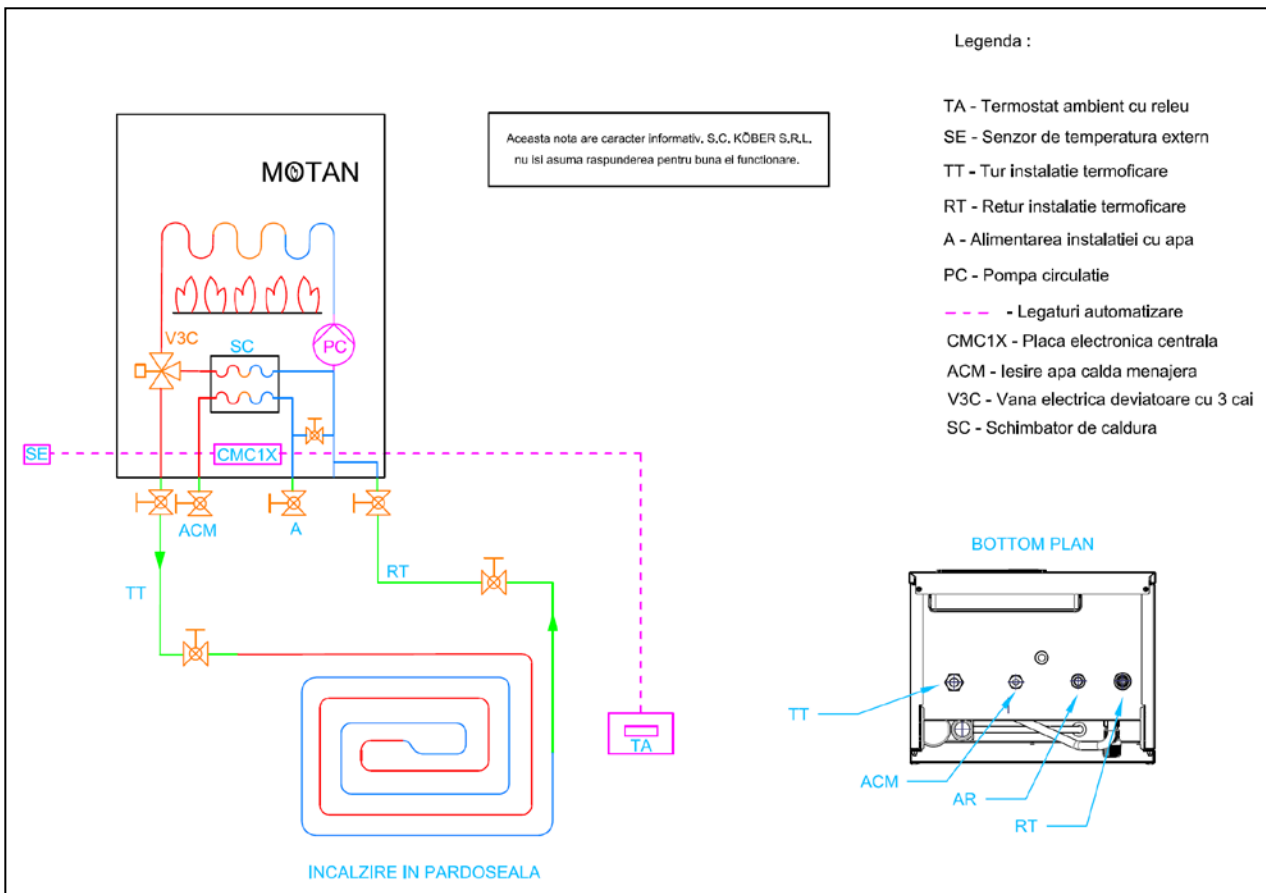 Legenda :
TA - Termostat ambient cu releu
SE - Senzor de temperatura extern
TT - Tur instalatie termoficare
RT - Retur instalatie termoficare
A - Alimentarea instalatiei cu apa
PC - Pompa circulatie
- Legaturi automatizare
CMC1X - Placa electronica centrala
ACM - Iesire apa calda menajera
V3C - Vana electrica deviatoare cu 3 cai
SC - Schimbator de caldura
Aceasta nota are caracter informativ. S.C. KÖBER S.R.L.
nu isi asuma raspunderea pentru buna ei functionare.
MOTAN
V3C
SC
PC
SE
CMC1X
ACM
A
TT
RT
TA
INCALZIRE IN PARDOSEALA
BOTTOM PLAN
TT
ACM
AR
RT